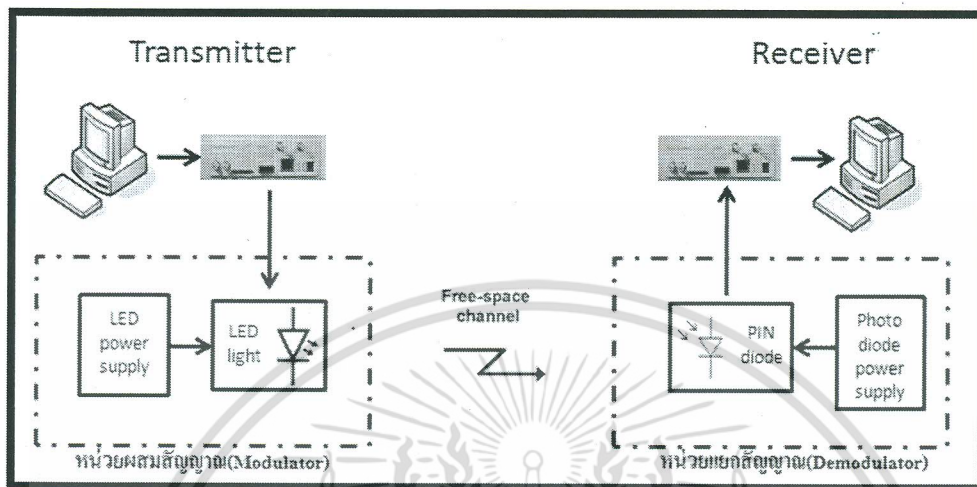 Transmitter
Receiver
LED
power
supply
LED
light
Free-space
channel
PIN
diode
Photo
diode
power
supply
หน่วยผสมสัญญาณ(Modulator)
หน่วยแยกสัญญาณ(Demodulator)